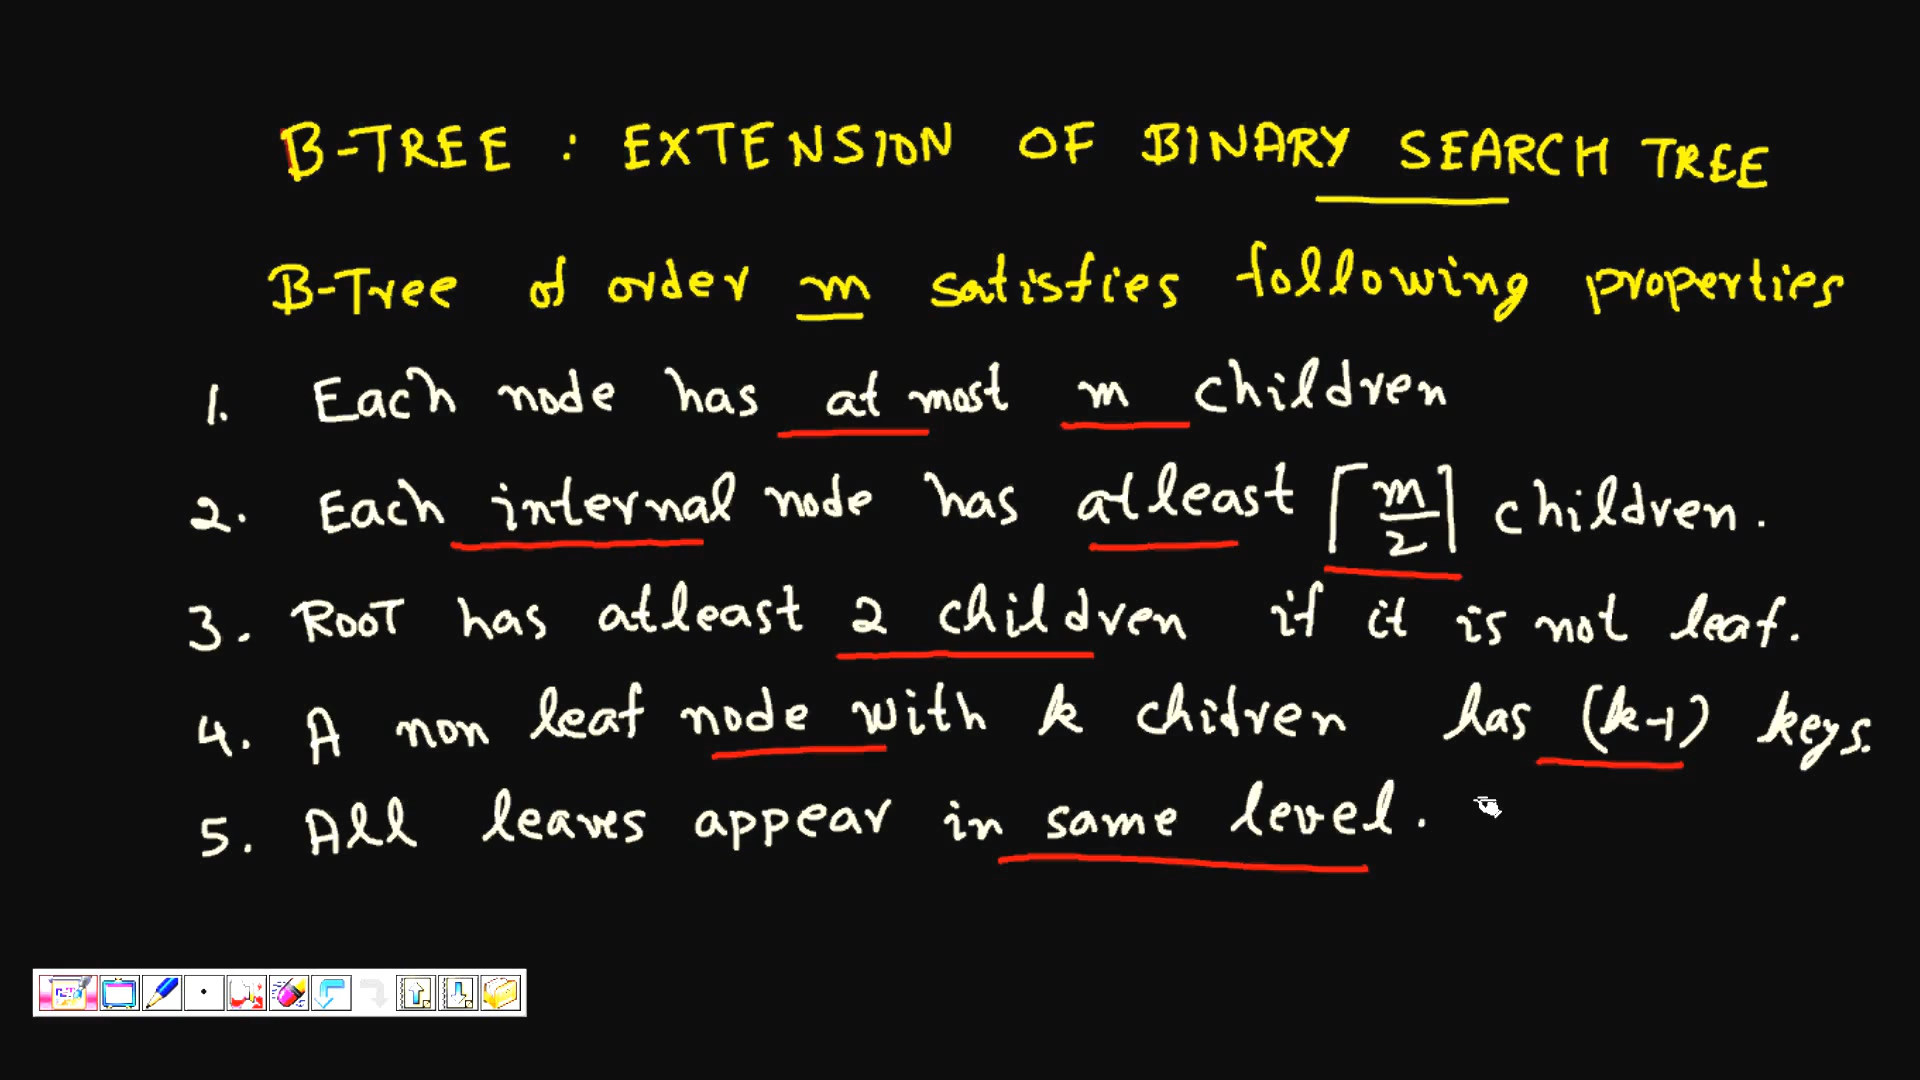 B-TREE : EXTENSION OF BINARY SEARCH TREE
B-Tree of order m satisfies following properties
1. Each node has at most m children
2. Each internal node has atleast ⌈m/2⌉ children.
3. ROOT has atleast 2 children if it is not leaf.
4. A non leaf node with k chidren has (k-1) keys.
5. All leaves appear in same level.